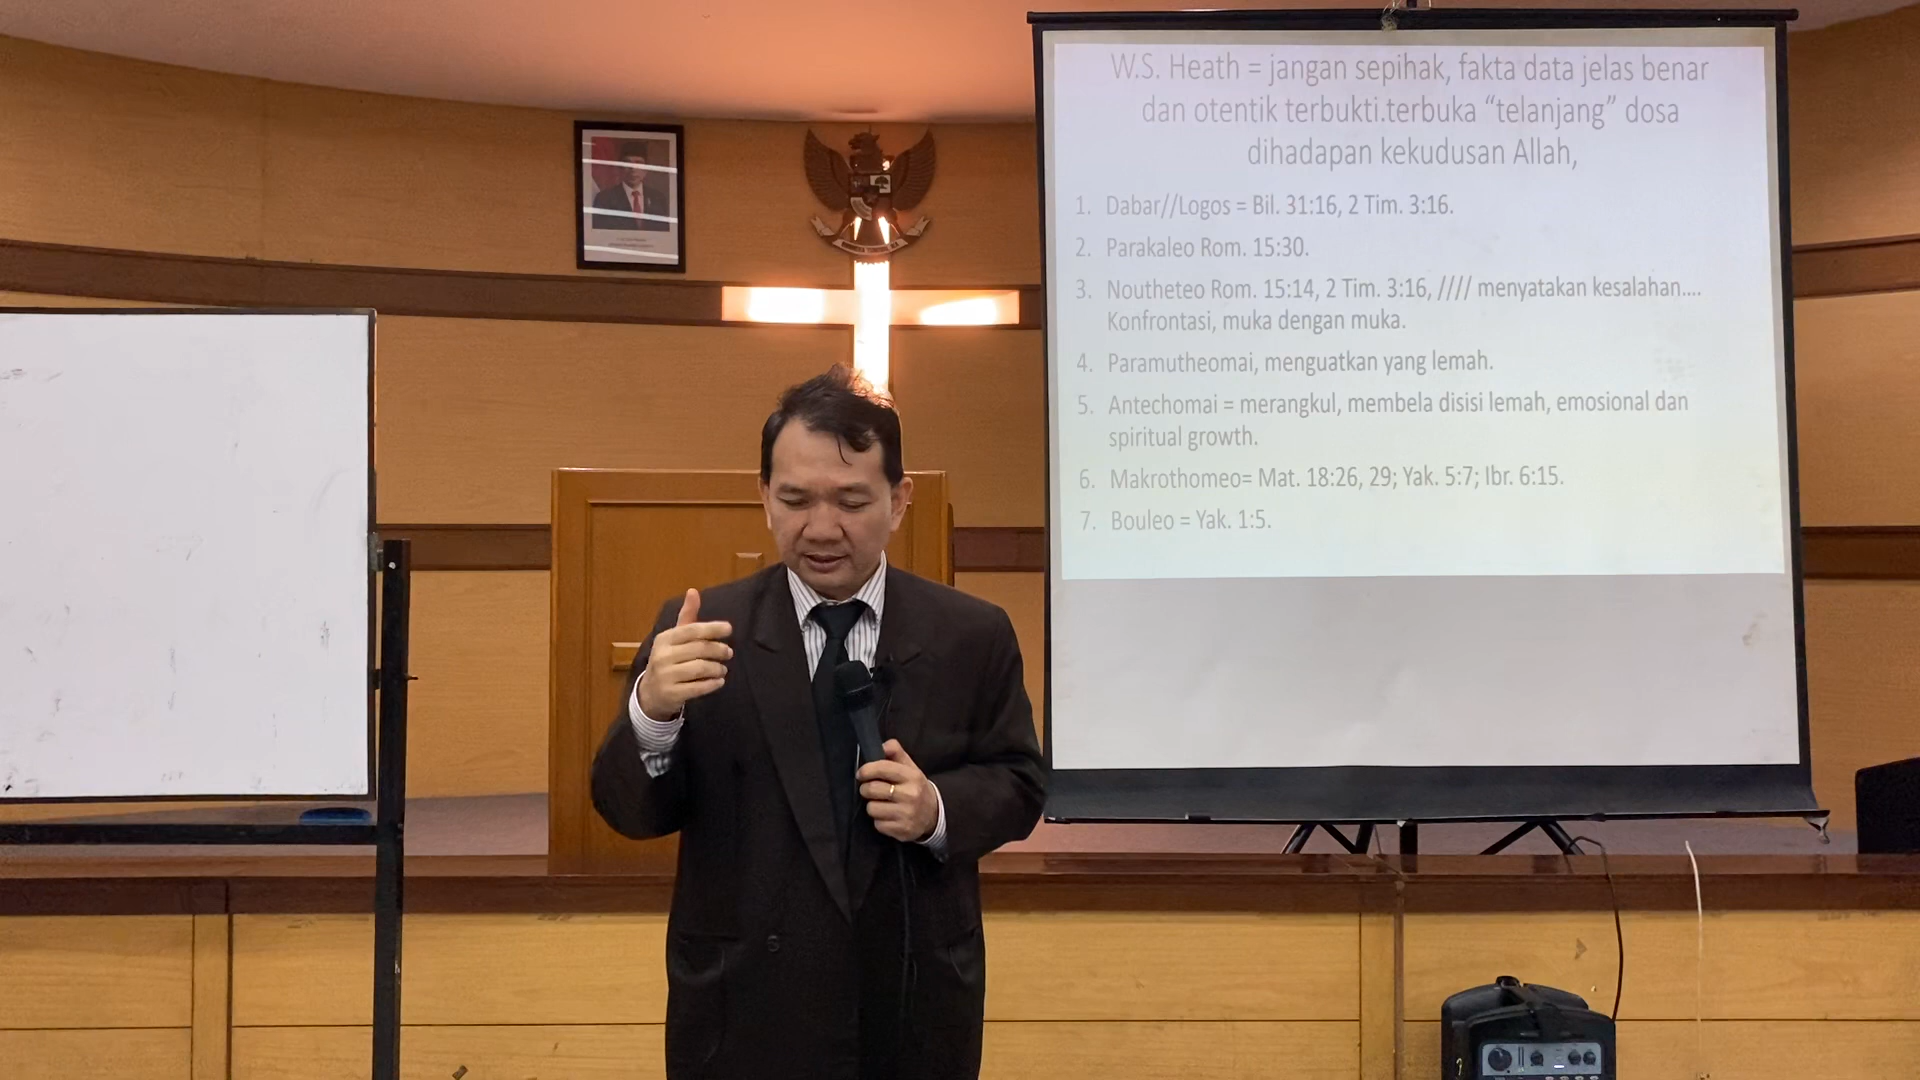 W.S. Heath = jangan sepihak, fakta data jelas benar
dan otentik terbukti.terbuka “telanjang” dosa
dihadapan kekudusan Allah,
1. Dabar//Logos = Bil. 31:16, 2 Tim. 3:16.
2. Parakaleo Rom. 15:30.
3. Noutheteo Rom. 15:14, 2 Tim. 3:16, //// menyatakan kesalahan....
Konfrontasi, muka dengan muka.
4. Paramutheomai, menguatkan yang lemah.
5. Antechomai = merangkul, membela disisi lemah, emosional dan
spiritual growth.
6. Makrothomeo= Mat. 18:26, 29; Yak. 5:7; Ibr. 6:15.
7. Bouleo = Yak. 1:5.